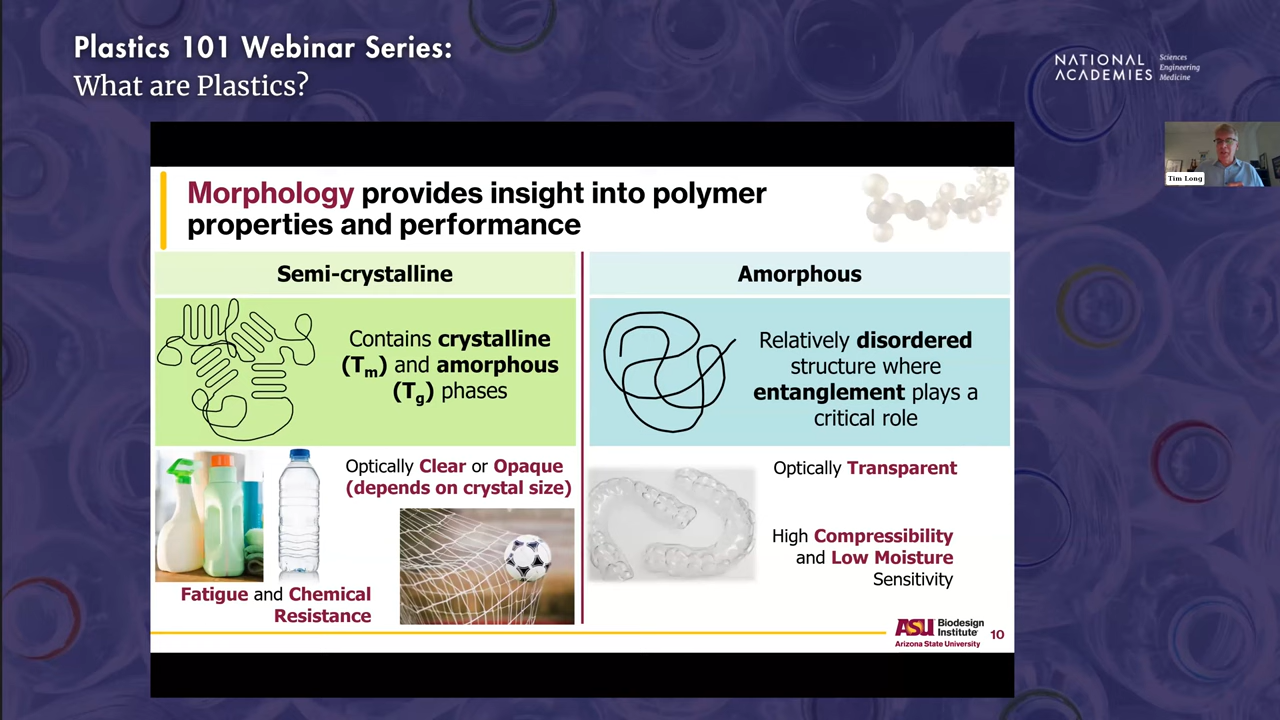 Plastics 101 Webinar Series:
What are Plastics?
NATIONAL
ACADEMIES
Sciences
Engineering
Medicine
Tim Long
Morphology provides insight into polymer
properties and performance
Semi-crystalline
Contains crystalline
(Tm) and amorphous
(Tg) phases
Optically Clear or Opaque
(depends on crystal size)
Fatigue and Chemical
Resistance
Amorphous
Relatively disordered
structure where
entanglement plays a
critical role
Optically Transparent
High Compressibility
and Low Moisture
Sensitivity
ASU Biodesign
Institute
Arizona State University
10